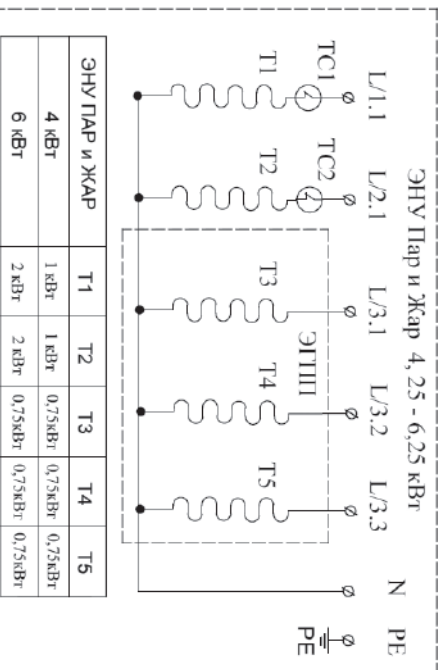 ЭНУ Пар и Жар 4, 25 - 6,25 кВт
L/1.1 L/2.1 L/3.1 L/3.2 L/3.3 N PE
ТС1 ТС2 PE
ЭГПП
Т1 Т2 Т3 Т4 Т5
ЭНУ ПАР и ЖАР Т1 Т2 Т3 Т4 Т5
4 кВт 1 кВт 1 кВт 0,75кВт 0,75кВт 0,75кВт
6 кВт 2 кВт 2 кВт 0,75кВт 0,75кВт 0,75кВт